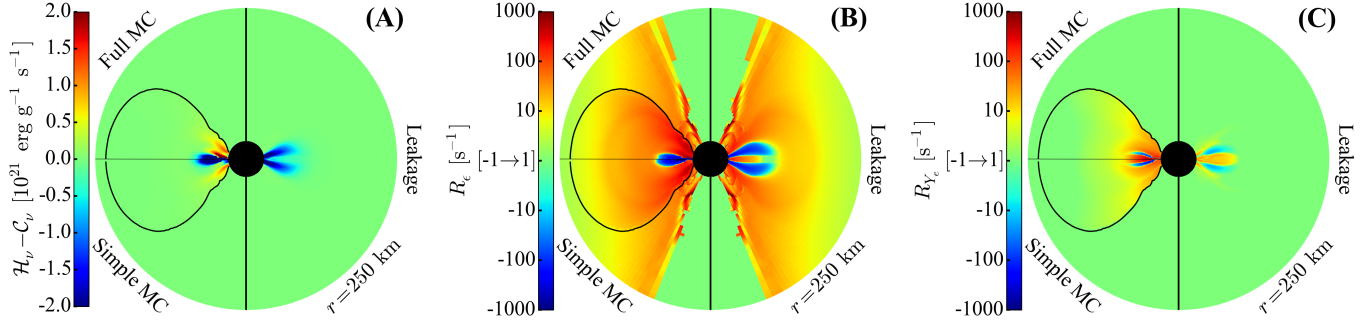 (A)
Full MC
Simple MC
Leakage
r = 250 km
2.0
1.5
1.0
0.5
0.0
-0.5
-1.0
-1.5
-2.0
ℋ_ν − 𝒞_ν [10²¹ erg g⁻¹ s⁻¹]
(B)
Full MC
Simple MC
Leakage
r = 250 km
1000
100
10
[-1→1]
-10
-100
-1000
R_ϵ [s⁻¹]
(C)
Full MC
Simple MC
Leakage
r = 250 km
1000
100
10
[-1→1]
-10
-100
-1000
R_{Y_e} [s⁻¹]